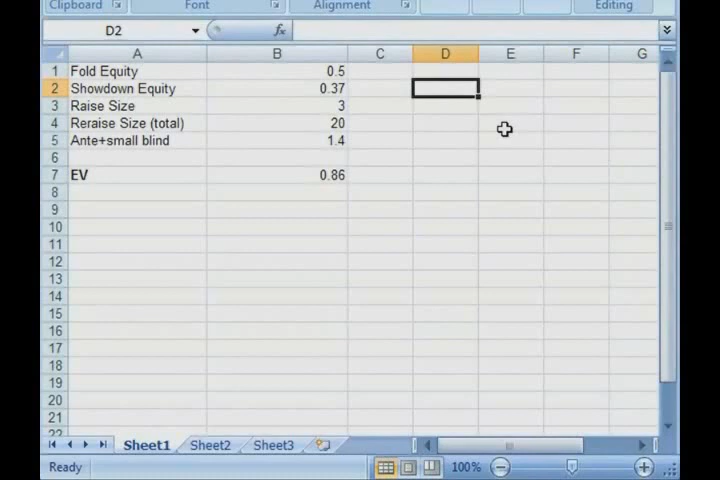 Clipboard Font Alignment Editing
D2 fx
A B C D E F G
1 Fold Equity 0.5
2 Showdown Equity 0.37
3 Raise Size 3
4 Reraise Size (total) 20
5 Ante+small blind 1.4
6
7 EV 0.86
8
9
10
11
12
13
14
15
16
17
18
19
20
21
22
Sheet1 Sheet2 Sheet3
Ready 100%